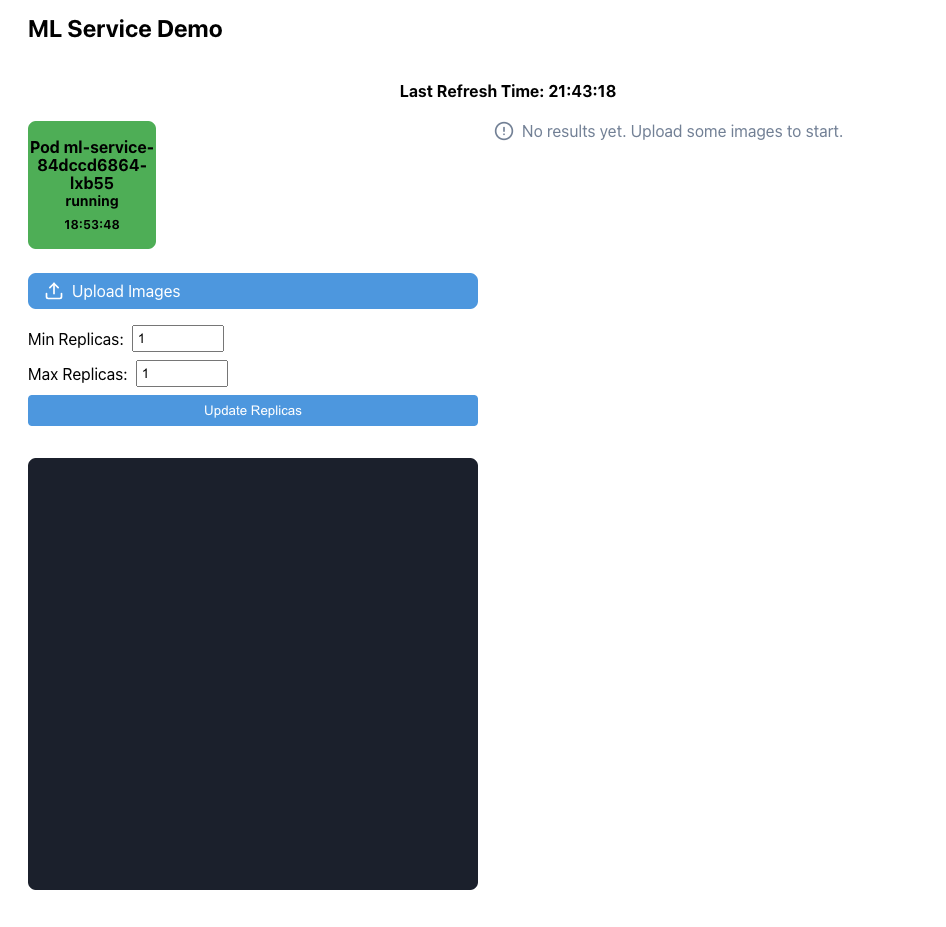 ML Service Demo
Last Refresh Time: 21:43:18
Pod ml-service-
84dccd6864-
lxb55
running
18:53:48
No results yet. Upload some images to start.
Upload Images
Min Replicas: 1
Max Replicas: 1
Update Replicas